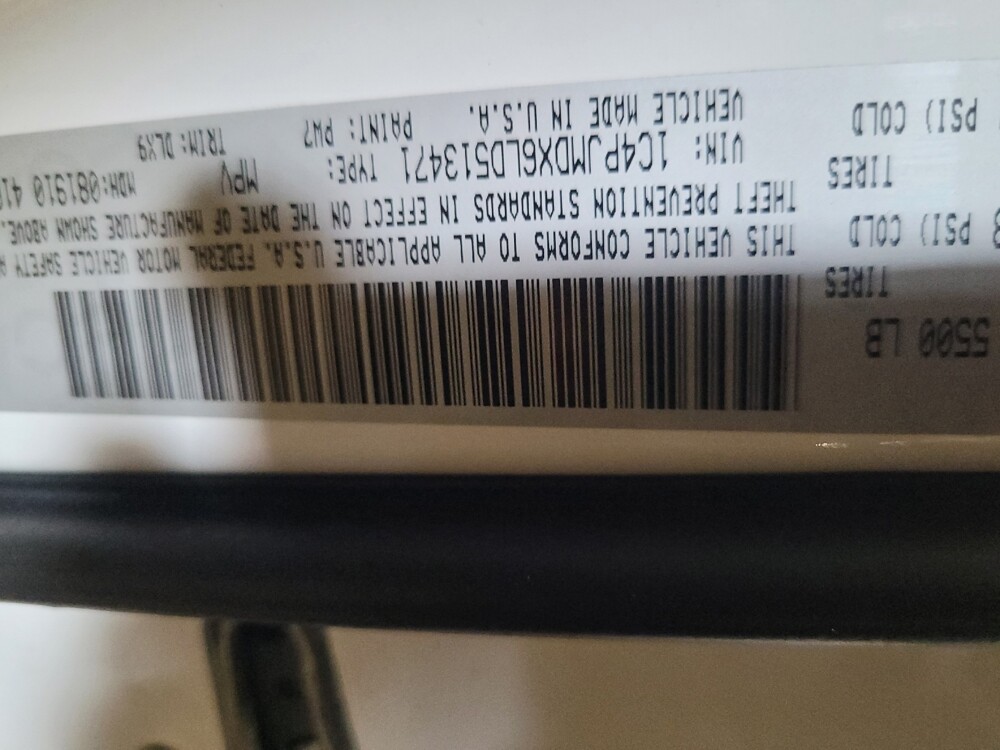 5500 LB
TIRES
PSI) COLD
TIRES
PSI) COLD
THIS VEHICLE CONFORMS TO ALL APPLICABLE U.S.A. FEDERAL MOTOR VEHICLE SAFETY
THEFT PREVENTION STANDARDS IN EFFECT ON THE DATE OF MANUFACTURE SHOWN ABOVE.
VIN: 1C4PJMDX6LD513471 TYPE: MPV MDH:081910 41
VEHICLE MADE IN U.S.A. PAINT: PW7 TRIM: DLX9